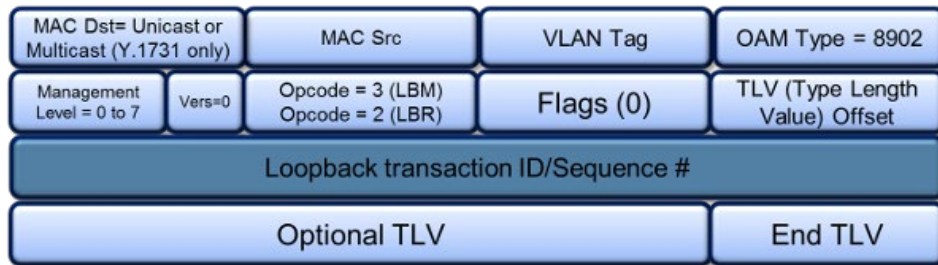 MAC Dst= Unicast or
Multicast (Y.1731 only)
MAC Src
VLAN Tag
OAM Type = 8902
Management
Level = 0 to 7
Vers=0
Opcode = 3 (LBM)
Opcode = 2 (LBR)
Flags (0)
TLV (Type Length
Value) Offset
Loopback transaction ID/Sequence #
Optional TLV
End TLV